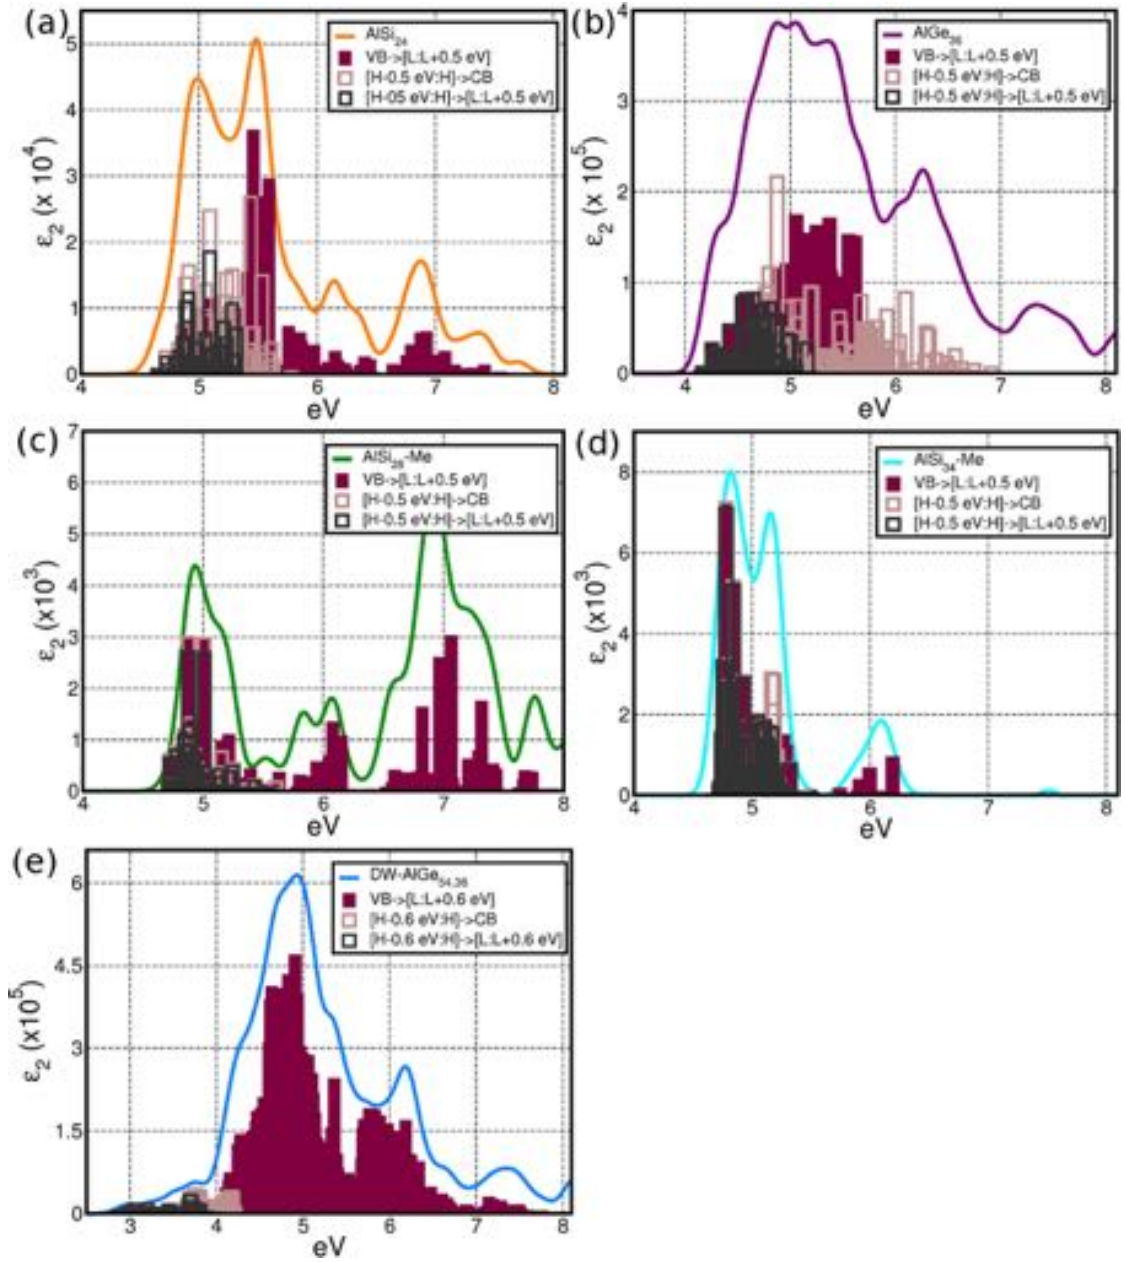 (a)
AlSi24
VB->[L:L+0.5 eV]
[H-0.5 eV:H]->CB
[H-05 eV:H]->[L:L+0.5 eV]
ε2 (x 10^4)
5
4
3
2
1
0
4 5 6 7 8
eV
(b)
AlGe36
VB->[L:L+0.5 eV]
[H-0.5 eV:H]->CB
[H-0.5 eV:H]->[L:L+0.5 eV]
ε2 (x 10^5)
4
3
2
1
0
4 5 6 7 8
eV
(c)
AlSi28-Me
VB->[L:L+0.5 eV]
[H-0.5 eV:H]->CB
[H-0.5 eV:H]->[L:L+0.5 eV]
ε2 (x10^3)
7
6
5
4
3
2
1
0
4 5 6 7 8
eV
(d)
AlSi34-Me
VB->[L:L+0.5 eV]
[H-0.5 eV:H]->CB
[H-0.5 eV:H]->[L:L+0.5 eV]
ε2 (x10^3)
8
6
4
2
0
4 5 6 7 8
eV
(e)
DW-AlGe54,36
VB->[L:L+0.6 eV]
[H-0.6 eV:H]->CB
[H-0.6 eV:H]->[L:L+0.6 eV]
ε2 (x10^5)
6
4.5
3
1.5
0
3 4 5 6 7 8
eV